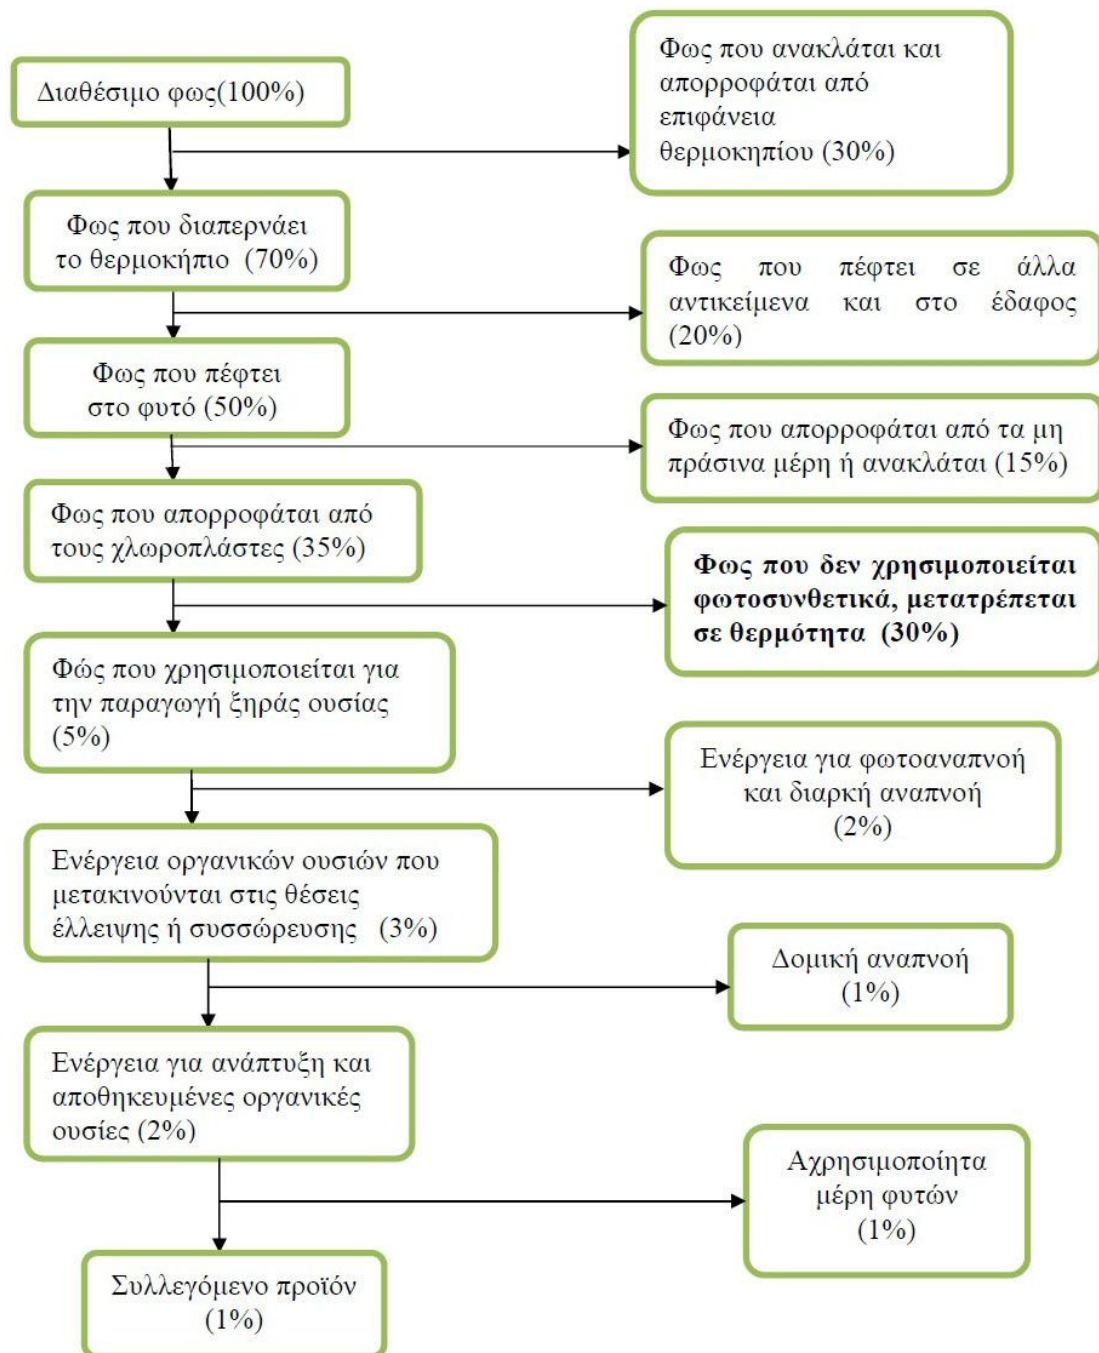 Διαθέσιμο φως(100%)
Φως που ανακλάται και
απορροφάται από
επιφάνεια
θερμοκηπίου (30%)
Φως που διαπερνάει
το θερμοκήπιο (70%)
Φως που πέφτει σε άλλα
αντικείμενα και στο έδαφος
(20%)
Φως που πέφτει
στο φυτό (50%)
Φως που απορροφάται από τα μη
πράσινα μέρη ή ανακλάται (15%)
Φως που απορροφάται από
τους χλωροπλάστες (35%)
Φως που δεν χρησιμοποιείται
φωτοσυνθετικά, μετατρέπεται
σε θερμότητα (30%)
Φώς που χρησιμοποιείται για
την παραγωγή ξηράς ουσίας
(5%)
Ενέργεια για φωτοαναπνοή
και διαρκή αναπνοή
(2%)
Ενέργεια οργανικών ουσιών που
μετακινούνται στις θέσεις
έλλειψης ή συσσώρευσης (3%)
Δομική αναπνοή
(1%)
Ενέργεια για ανάπτυξη και
αποθηκευμένες οργανικές
ουσίες (2%)
Αχρησιμοποίητα
μέρη φυτών
(1%)
Συλλεγόμενο προϊόν
(1%)